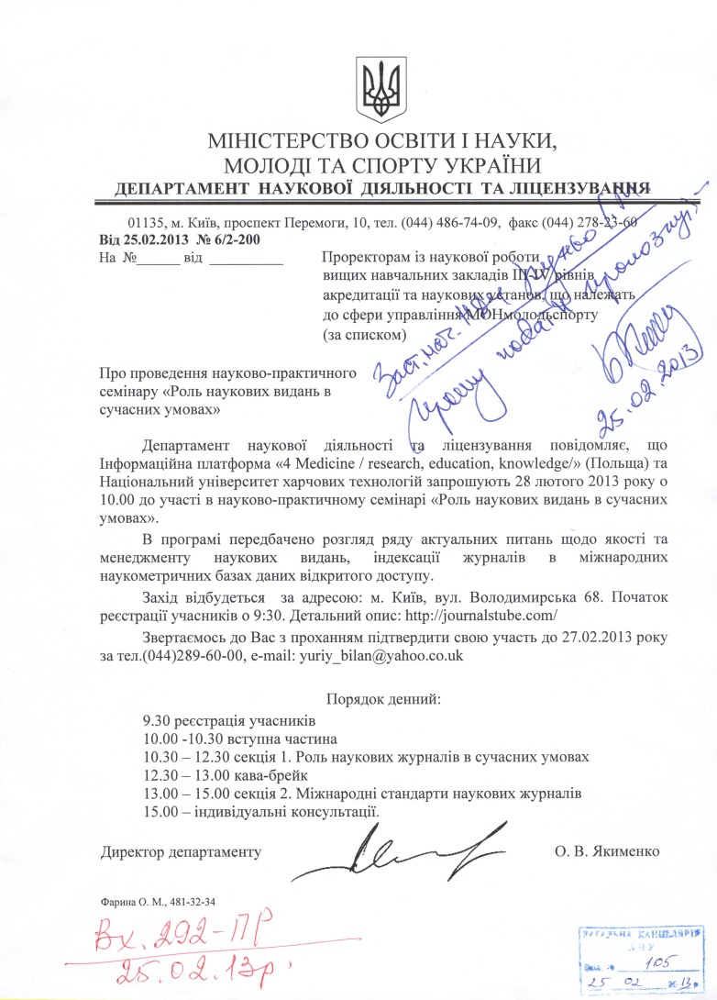 МІНІСТЕРСТВО ОСВІТИ І НАУКИ,
МОЛОДІ ТА СПОРТУ УКРАЇНИ
ДЕПАРТАМЕНТ НАУКОВОЇ ДІЯЛЬНОСТІ ТА ЛІЦЕНЗУВАННЯ
01135, м. Київ, проспект Перемоги, 10, тел. (044) 486-74-09, факс (044) 278-23-60
Від 25.02.2013 № 6/2-200
На №______ від __________
Проректорам із наукової роботи
вищих навчальних закладів III-IV рівнів
акредитації та наукових установ, що належать
до сфери управління МОНмолодьспорту
(за списком)
Прошу подати пропозиції
25.02.2013
Про проведення науково-практичного
семінару «Роль наукових видань в
сучасних умовах»
Департамент наукової діяльності та ліцензування повідомляє, що
Інформаційна платформа «4 Medicine / research, education, knowledge/» (Польща) та
Національний університет харчових технологій запрошують 28 лютого 2013 року о
10.00 до участі в науково-практичному семінарі «Роль наукових видань в сучасних
умовах».
В програмі передбачено розгляд ряду актуальних питань щодо якості та
менеджменту наукових видань, індексації журналів в міжнародних
наукометричних базах даних відкритого доступу.
Захід відбудеться за адресою: м. Київ, вул. Володимирська 68. Початок
реєстрації учасників о 9:30. Детальний опис: http://journalstube.com/
Звертаємось до Вас з проханням підтвердити свою участь до 27.02.2013 року
за тел.(044)289-60-00, e-mail: yuriy_bilan@yahoo.co.uk
Порядок денний:
9.30 реєстрація учасників
10.00 -10.30 вступна частина
10.30 – 12.30 секція 1. Роль наукових журналів в сучасних умовах
12.30 – 13.00 кава-брейк
13.00 – 15.00 секція 2. Міжнародні стандарти наукових журналів
15.00 – індивідуальні консультації.
Директор департаменту
О. В. Якименко
Фарина О. М., 481-32-34
Вх. 292-ПР
25.02.13р.
КАНЦЕЛЯРІЯ
105
25 02 2013 р